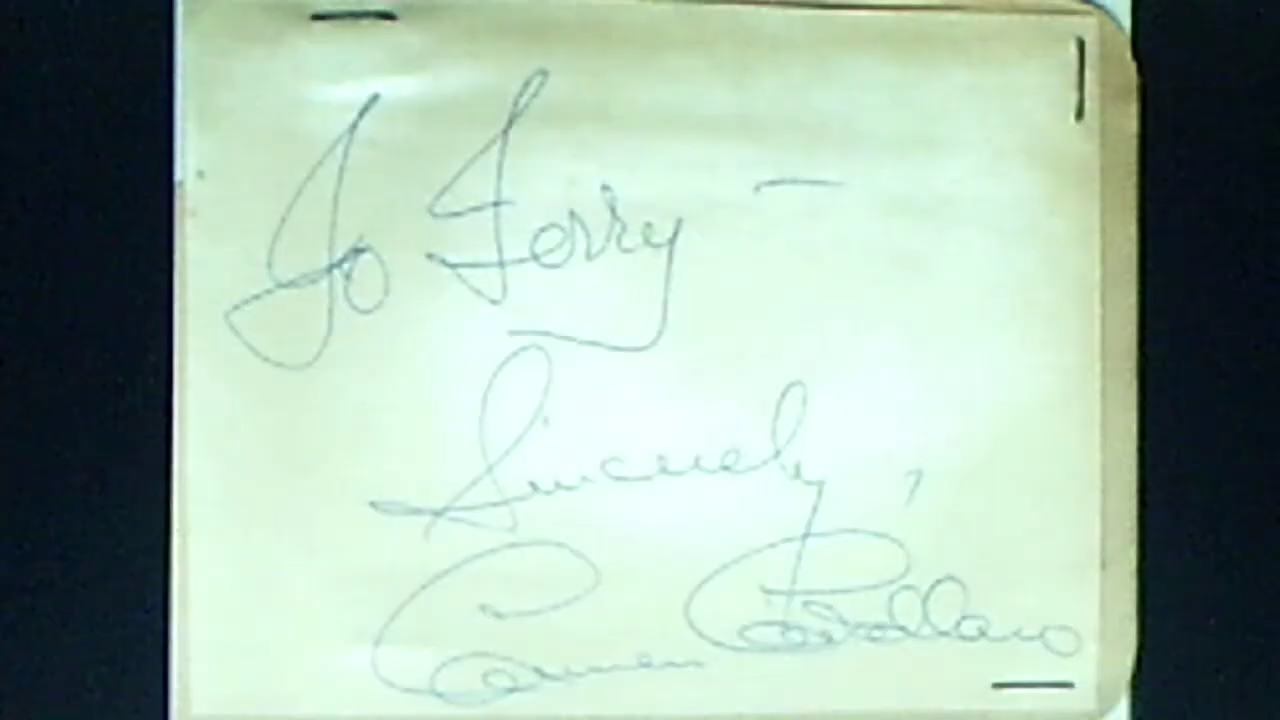 To Jerry —
Sincerely,
Carmen Cavallaro